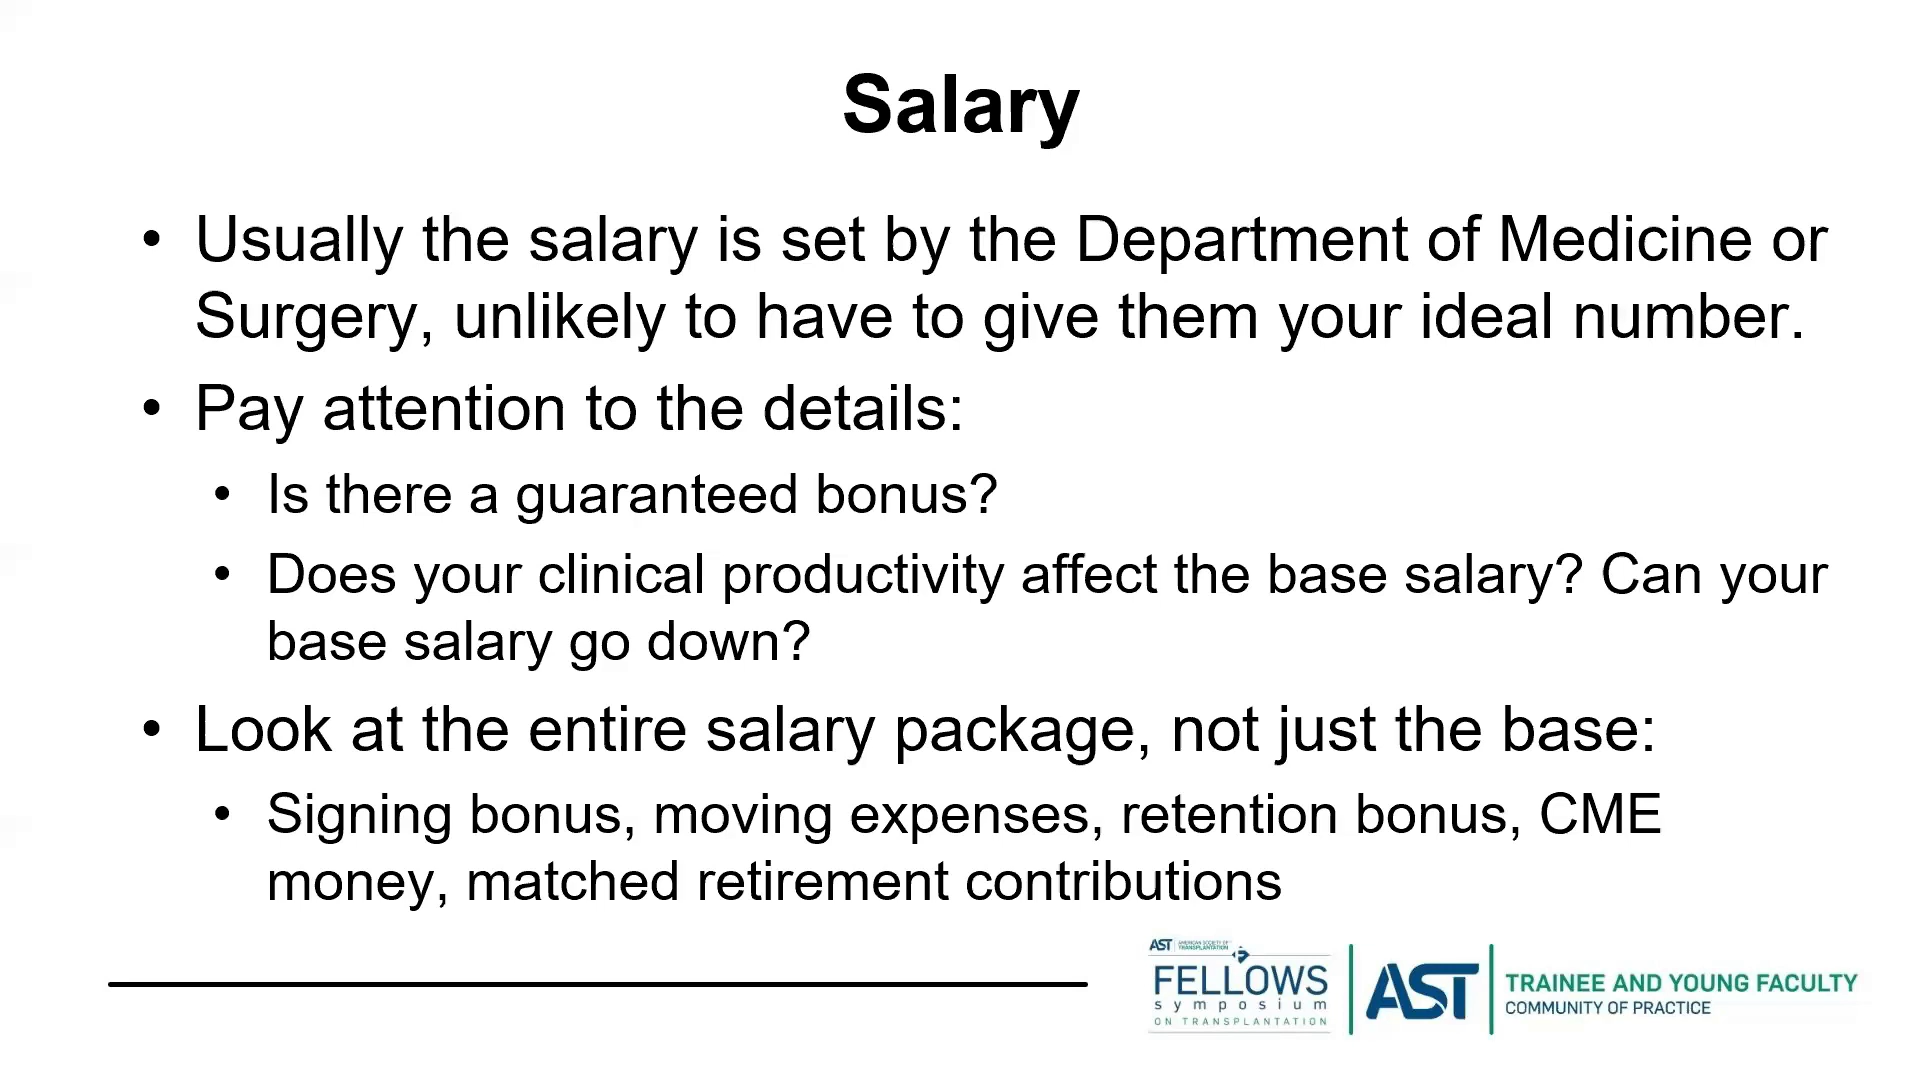 Salary
• Usually the salary is set by the Department of Medicine or
Surgery, unlikely to have to give them your ideal number.
• Pay attention to the details:
• Is there a guaranteed bonus?
• Does your clinical productivity affect the base salary? Can your
base salary go down?
• Look at the entire salary package, not just the base:
• Signing bonus, moving expenses, retention bonus, CME
money, matched retirement contributions
AST AMERICAN SOCIETY OF
TRANSPLANTATION
FELLOWS
symposium
ON TRANSPLANTATION
AST
TRAINEE AND YOUNG FACULTY
COMMUNITY OF PRACTICE